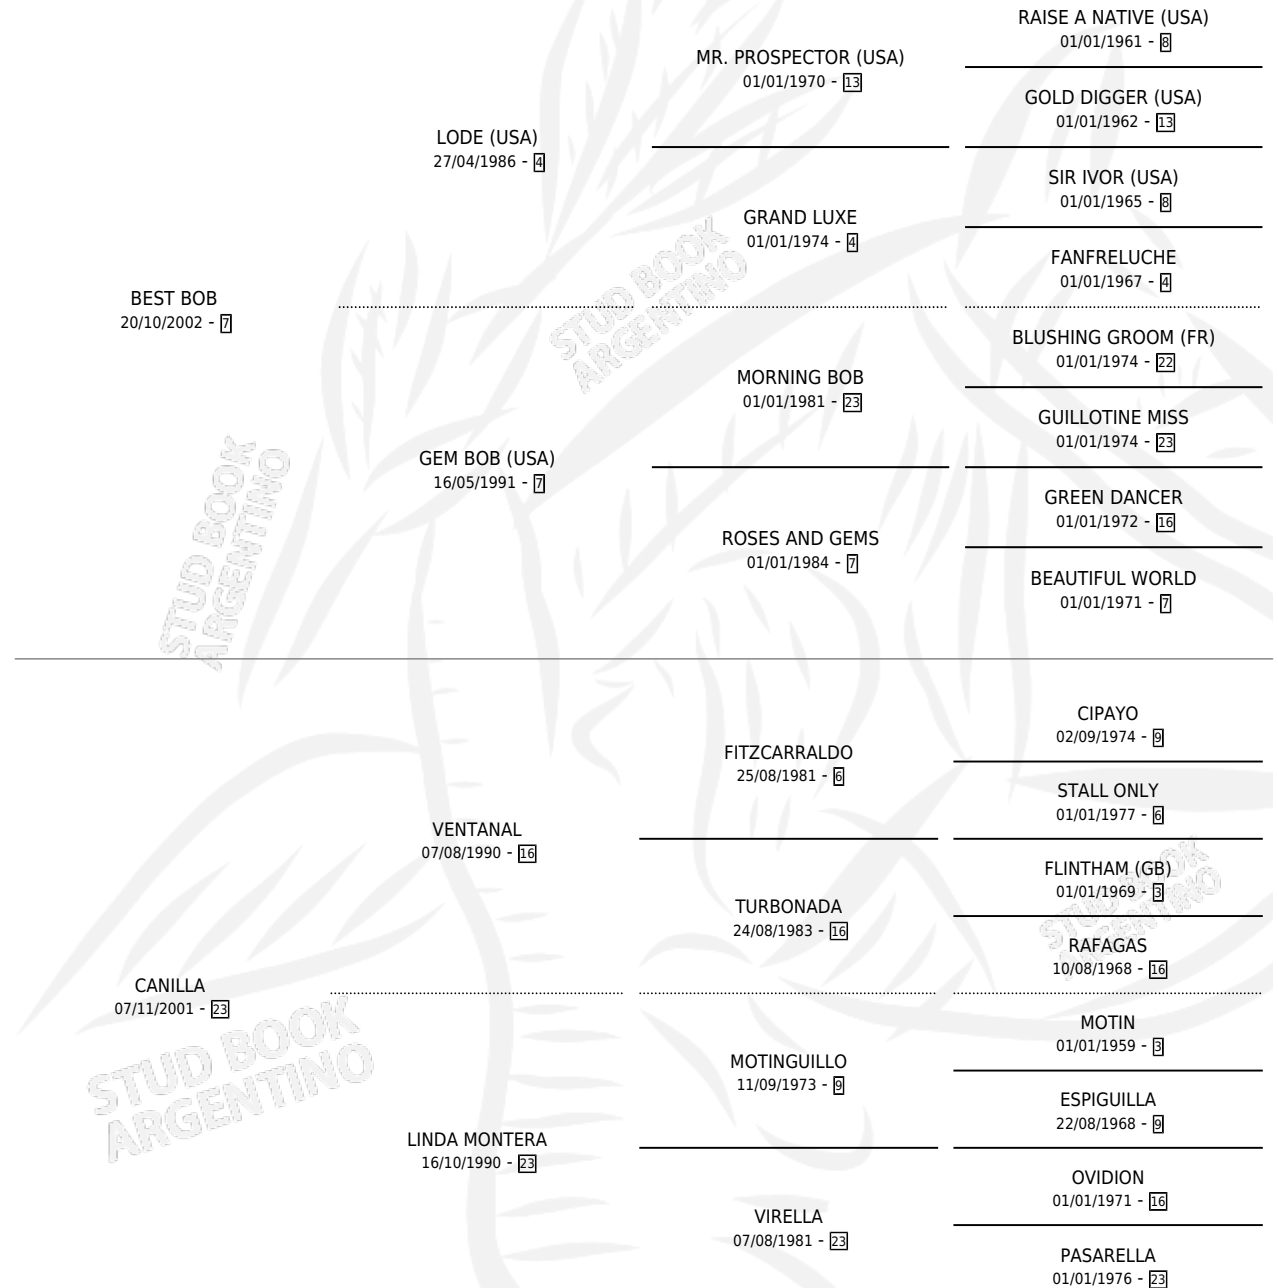 RAISE A NATIVE (USA)
01/01/1961 - 8
MR. PROSPECTOR (USA)
01/01/1970 - 13
GOLD DIGGER (USA)
01/01/1962 - 13
LODE (USA)
27/04/1986 - 4
SIR IVOR (USA)
01/01/1965 - 8
GRAND LUXE
01/01/1974 - 4
FANFRELUCHE
01/01/1967 - 4
STUD BOOK
ARGENTINO
BEST BOB
20/10/2002 - 7
BLUSHING GROOM (FR)
01/01/1974 - 22
MORNING BOB
01/01/1981 - 23
GUILLOTINE MISS
01/01/1974 - 23
GEM BOB (USA)
16/05/1991 - 7
GREEN DANCER
01/01/1972 - 16
ROSES AND GEMS
01/01/1984 - 7
BEAUTIFUL WORLD
01/01/1971 - 7
STUD BOOK
ARGENTINO
CIPAYO
02/09/1974 - 9
FITZCARRALDO
25/08/1981 - 6
STALL ONLY
01/01/1977 - 6
VENTANAL
07/08/1990 - 16
FLINTHAM (GB)
01/01/1969 - 3
TURBONADA
24/08/1983 - 16
STUD BOOK
ARGENTINO
RAFAGAS
10/08/1968 - 16
CANILLA
07/11/2001 - 23
STUD BOOK
ARGENTINO
MOTIN
01/01/1959 - 3
MOTINGUILLO
11/09/1973 - 9
ESPIGUILLA
22/08/1968 - 9
LINDA MONTERA
16/10/1990 - 23
OVIDION
01/01/1971 - 16
VIRELLA
07/08/1981 - 23
PASARELLA
01/01/1976 - 23